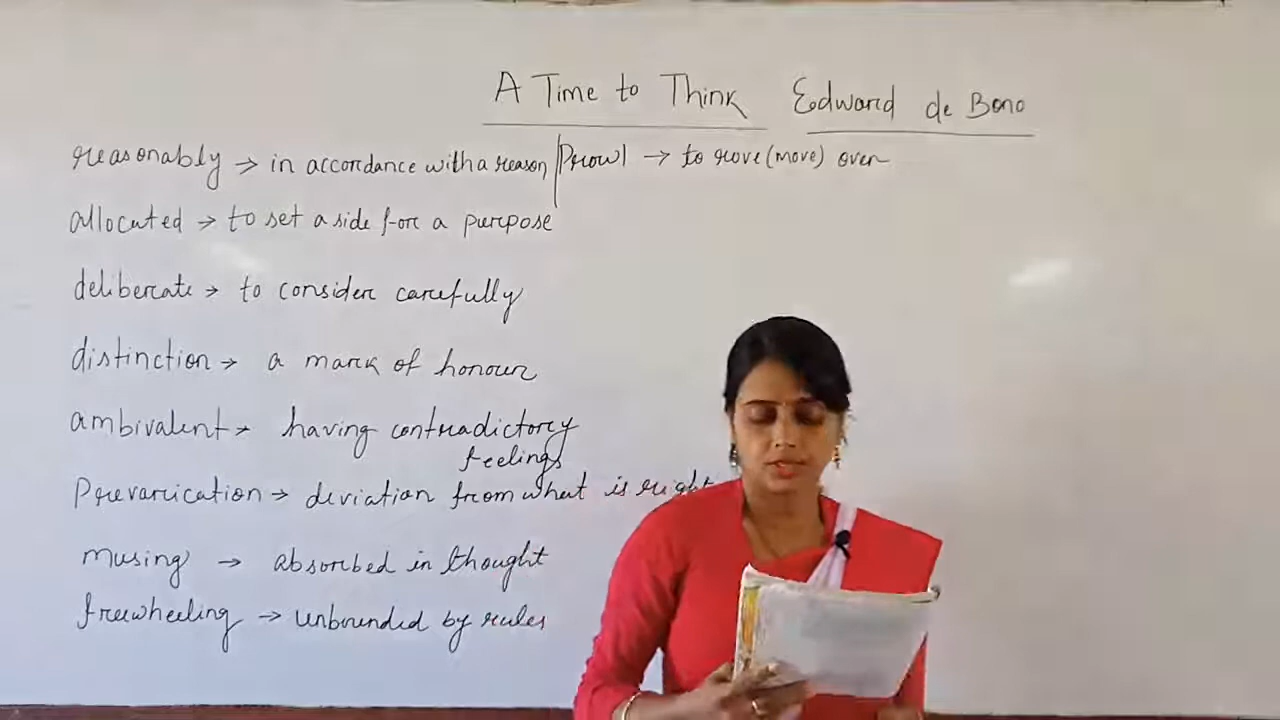 A Time to Think Edward de Bono
reasonably → in accordance with a reason | Prowl → to rove (move) over
allocated → to set aside for a purpose
deliberate → to consider carefully
distinction → a mark of honour
ambivalent → having contradictory
feelings
Prevarication → deviation from what is right
musing → absorbed in thought
freewheeling → unbounded by rules